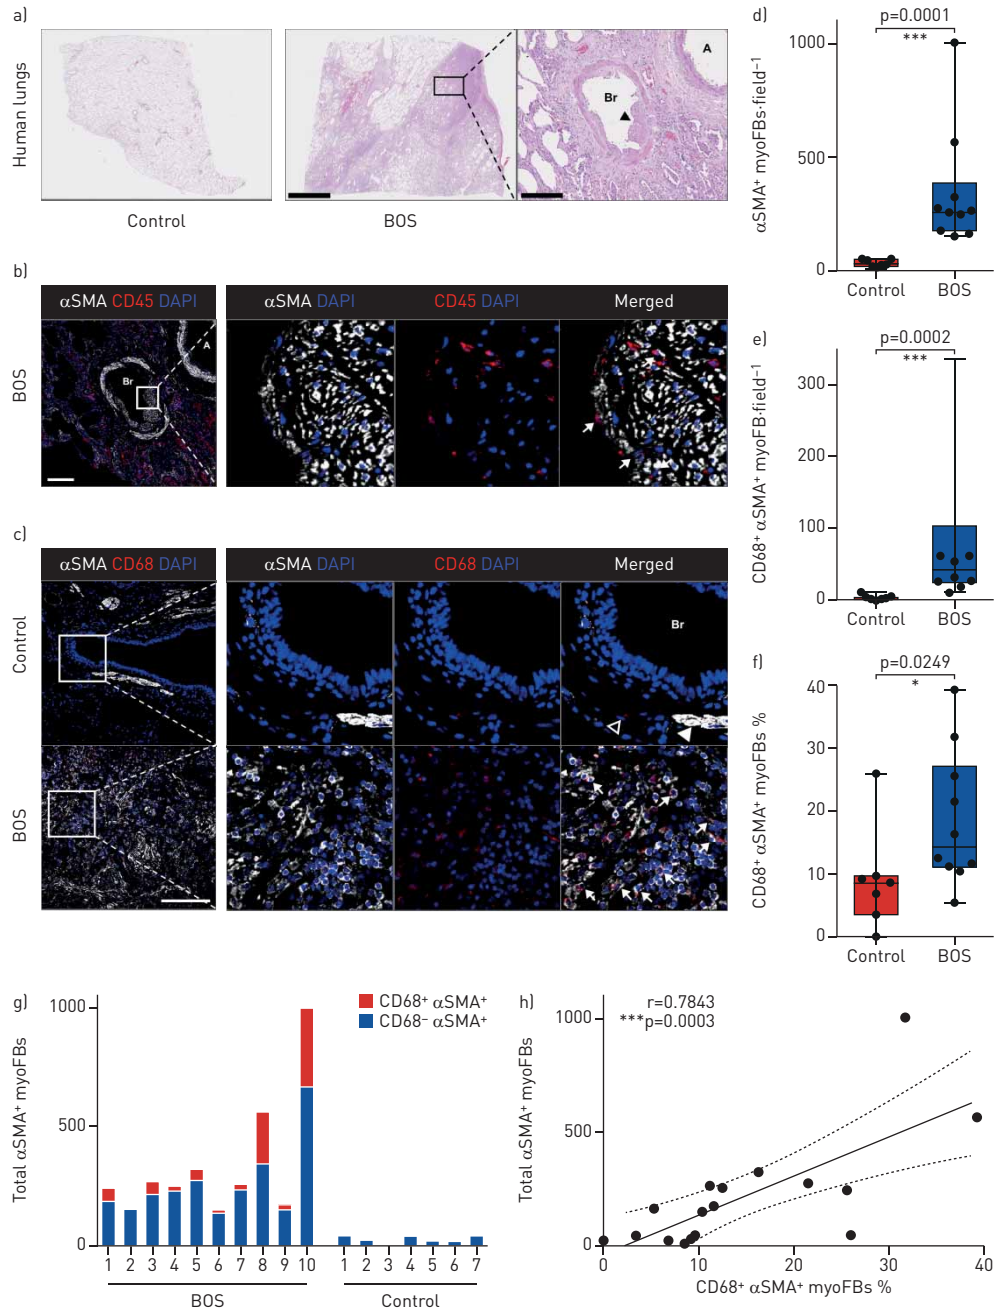 a)
Human lungs
Br
A
Control
BOS
b)
αSMA CD45 DAPI
αSMA DAPI
CD45 DAPI
Merged
BOS
Br
A
c)
αSMA CD68 DAPI
αSMA DAPI
CD68 DAPI
Merged
Control
Br
BOS
d)
p=0.0001
***
αSMA⁺ myoFBs·field⁻¹
1000
500
0
Control
BOS
e)
p=0.0002
***
CD68⁺ αSMA⁺ myoFB·field⁻¹
300
200
100
0
Control
BOS
f)
p=0.0249
*
CD68⁺ αSMA⁺ myoFBs %
40
30
20
10
0
Control
BOS
g)
CD68⁺ αSMA⁺
CD68⁻ αSMA⁺
Total αSMA⁺ myoFBs
1000
500
0
1 2 3 4 5 6 7 8 9 10 1 2 3 4 5 6 7
BOS
Control
h)
r=0.7843
***p=0.0003
Total αSMA⁺ myoFBs
1000
500
0
0 10 20 30 40
CD68⁺ αSMA⁺ myoFBs %